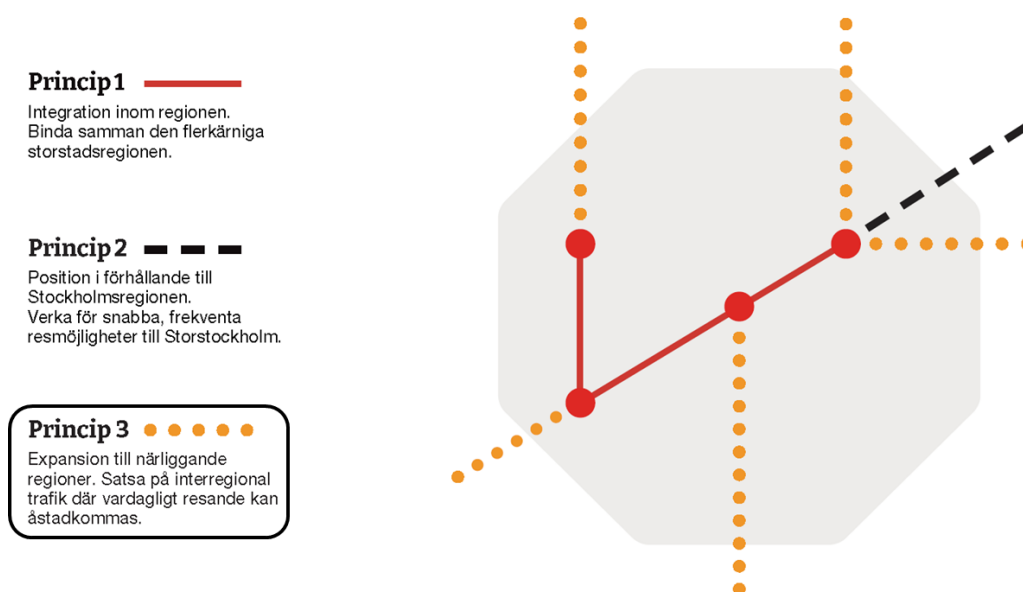 Princip 1
Integration inom regionen.
Binda samman den flerkärniga
storstadsregionen.
Princip 2
Position i förhållande till
Stockholmsregionen.
Verka för snabba, frekventa
resmöjligheter till Storstockholm.
Princip 3
Expansion till närliggande
regioner. Satsa på interregional
trafik där vardagligt resande kan
åstadkommas.